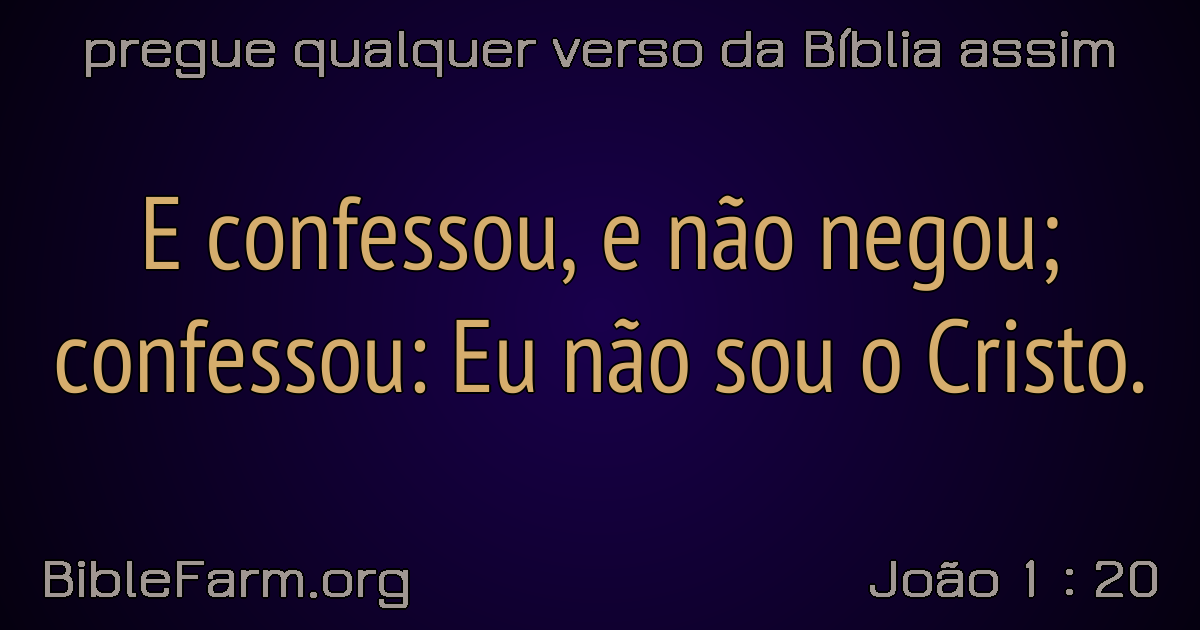 pregue qualquer verso da Bíblia assim
E confessou, e não negou;
confessou: Eu não sou o Cristo.
BibleFarm.org
João 1 : 20